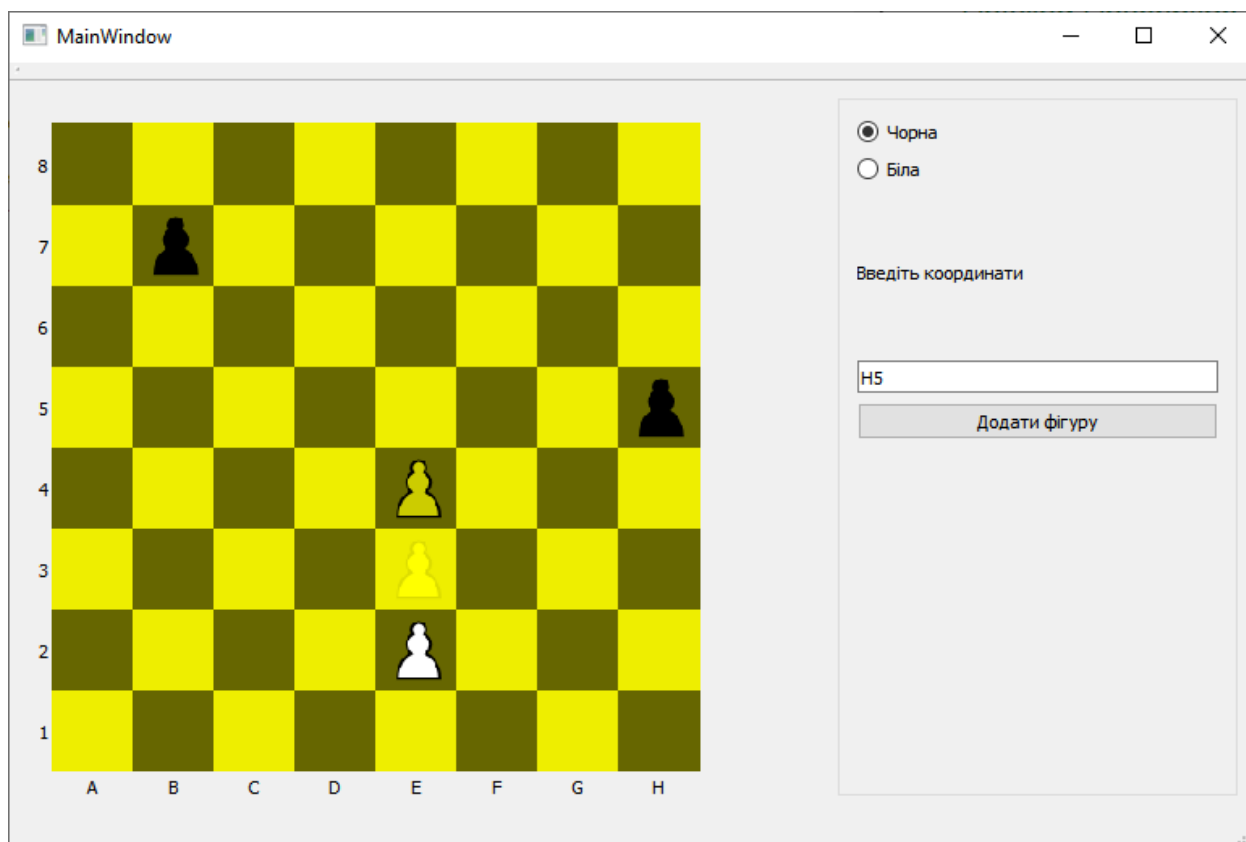 MainWindow
Чорна
Біла
Введіть координати
H5
Додати фігуру
8
7
6
5
4
3
2
1
A B C D E F G H